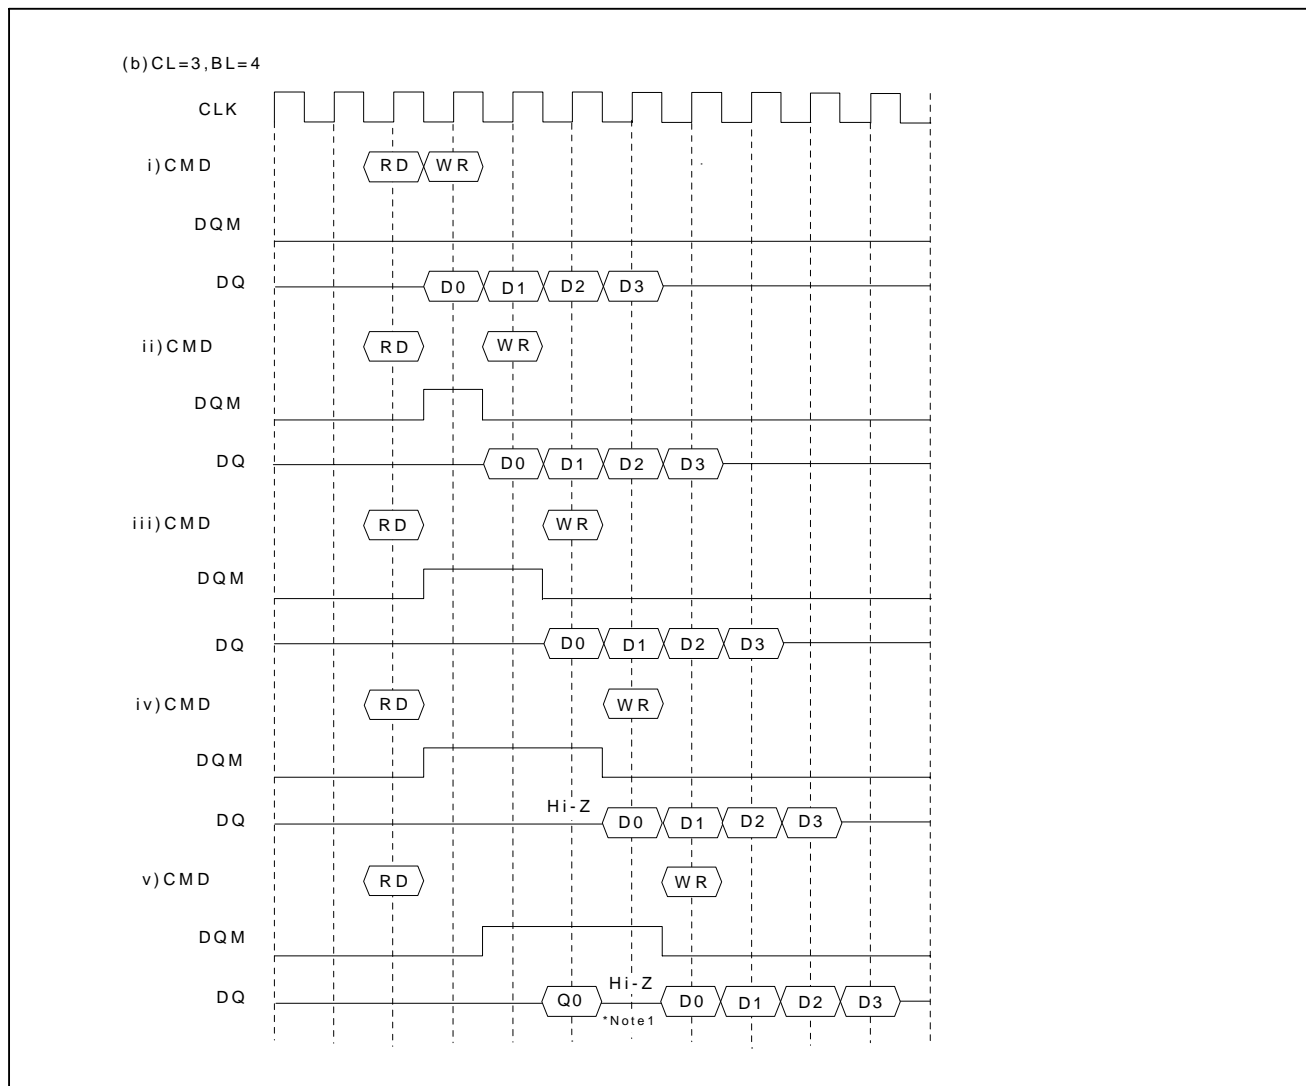 (b)CL=3,BL=4
CLK
i)CMD RD WR
DQM
DQ D0 D1 D2 D3
ii)CMD RD WR
DQM
DQ D0 D1 D2 D3
iii)CMD RD WR
DQM
DQ D0 D1 D2 D3
iv)CMD RD WR
DQM
Hi-Z
DQ D0 D1 D2 D3
v)CMD RD WR
DQM
Hi-Z
DQ Q0 D0 D1 D2 D3
*Note1